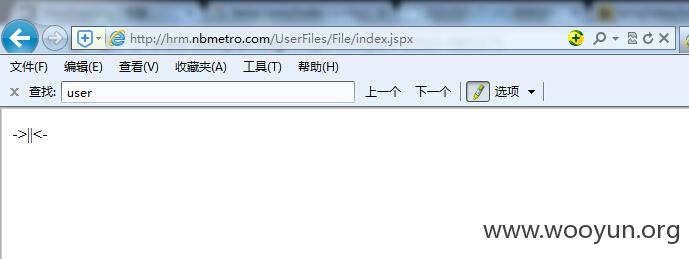 http://hrm.nbmetro.com/UserFiles/File/index.jspx
文件(F) 编辑(E) 查看(V) 收藏夹(A) 工具(T) 帮助(H)
x 查找: user 上一个 下一个 选项
->||<-
www.wooyun.org